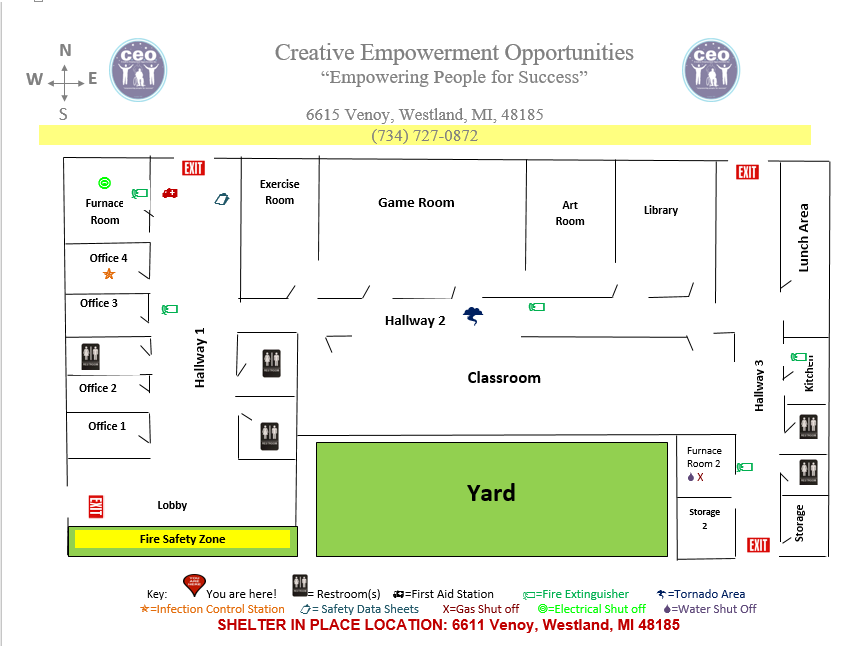 N
W E
S
ceo
Creative Empowerment Opportunities
ceo
“Empowering People for Success”
6615 Venoy, Westland, MI, 48185
(734) 727-0872
EXIT
EXIT
Furnace
Room
Exercise
Room
Game Room
Art
Room
Library
Lunch Area
Office 4
Office 3
Hallway 1
Hallway 2
Office 2
Office 1
Classroom
Hallway 3
Kitchen
Furnace
Room 2
X
Yard
EXIT
Lobby
Storage
2
EXIT
Storage
Fire Safety Zone
Key: You are here! = Restroom(s) =First Aid Station =Fire Extinguisher =Tornado Area
=Infection Control Station = Safety Data Sheets X=Gas Shut off =Electrical Shut off =Water Shut Off
SHELTER IN PLACE LOCATION: 6611 Venoy, Westland, MI 48185